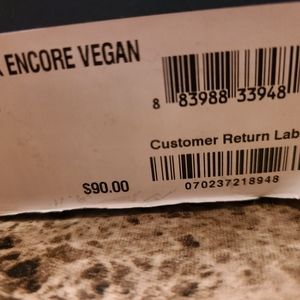 ENCORE VEGAN
8 83988 33948
Customer Return Lab
$90.00
070237218948